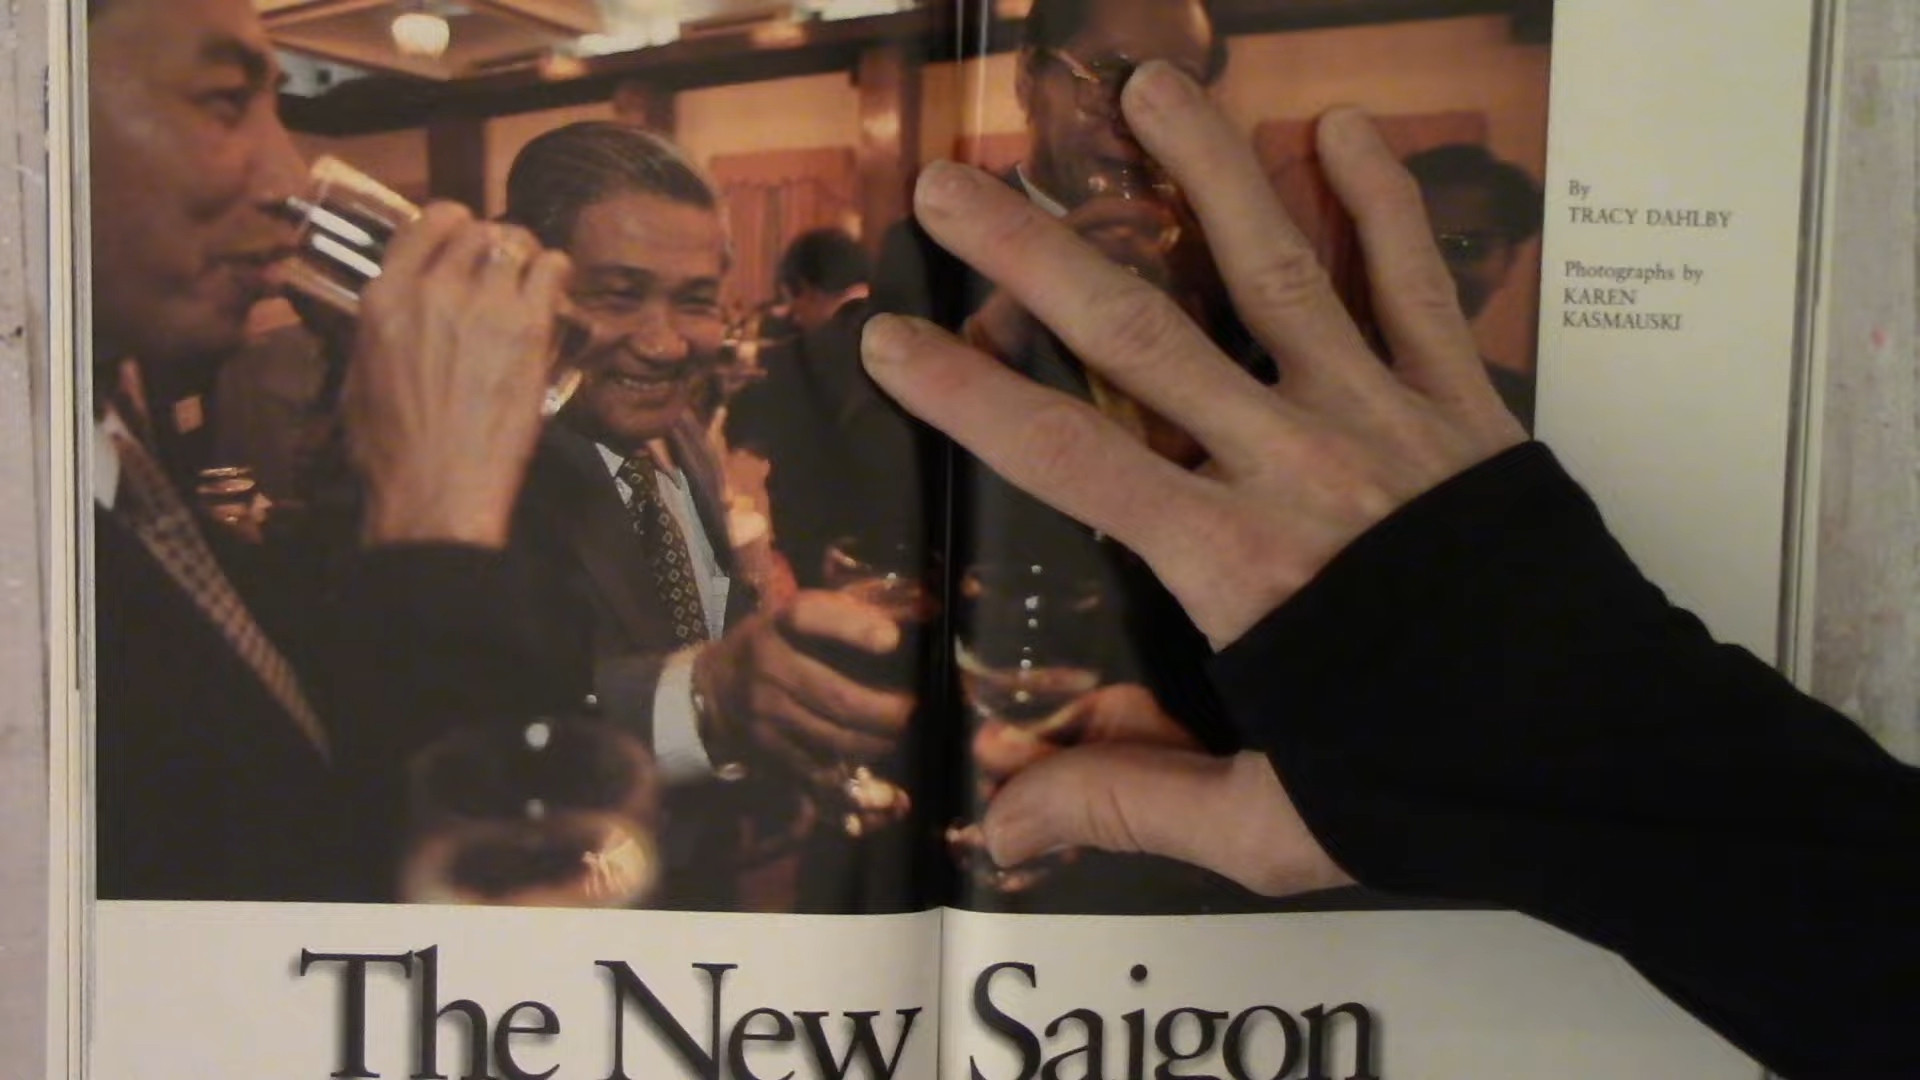 By
TRACY DAHLBY
Photographs by
KAREN
KASMAUSKI
The New Saigon